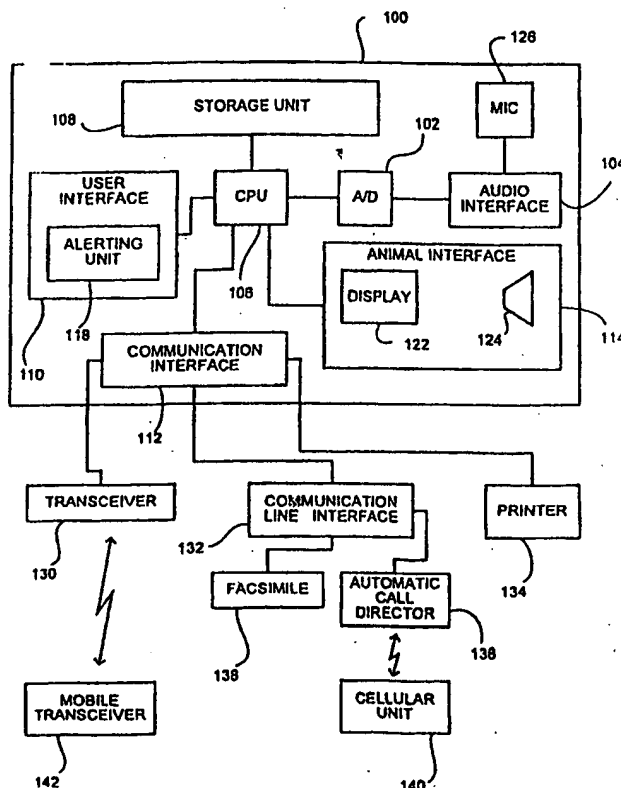 100
126
STORAGE UNIT
108
MIC
102
USER INTERFACE
CPU
A/D
AUDIO INTERFACE
104
ALERTING UNIT
118
106
ANIMAL INTERFACE
DISPLAY
122
124
114
110
COMMUNICATION INTERFACE
112
TRANSCEIVER
130
COMMUNICATION
LINE INTERFACE
132
PRINTER
134
FACSIMILE
138
AUTOMATIC
CALL
DIRECTOR
136
MOBILE
TRANSCEIVER
142
CELLULAR
UNIT
140